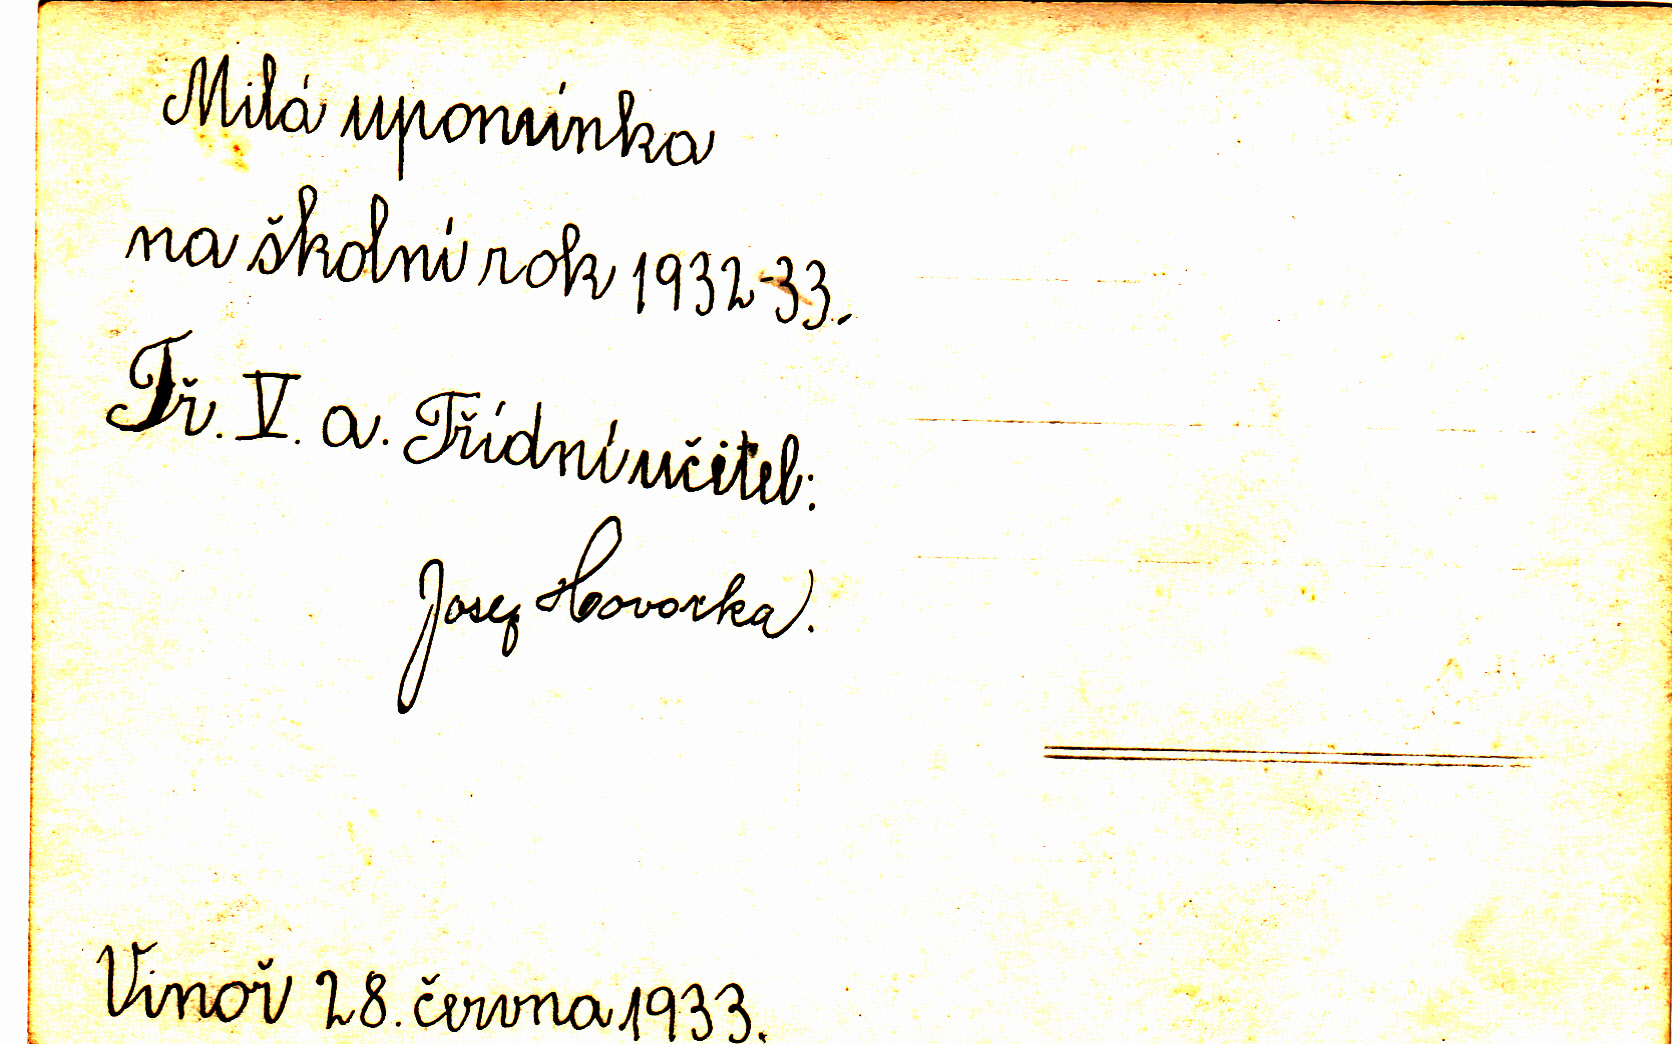 Milá upomínka
na školní rok 1932-33.
Tř. V. a. Třídní učitel:
Josef Hovorka.
Vinoř 28. června 1933.